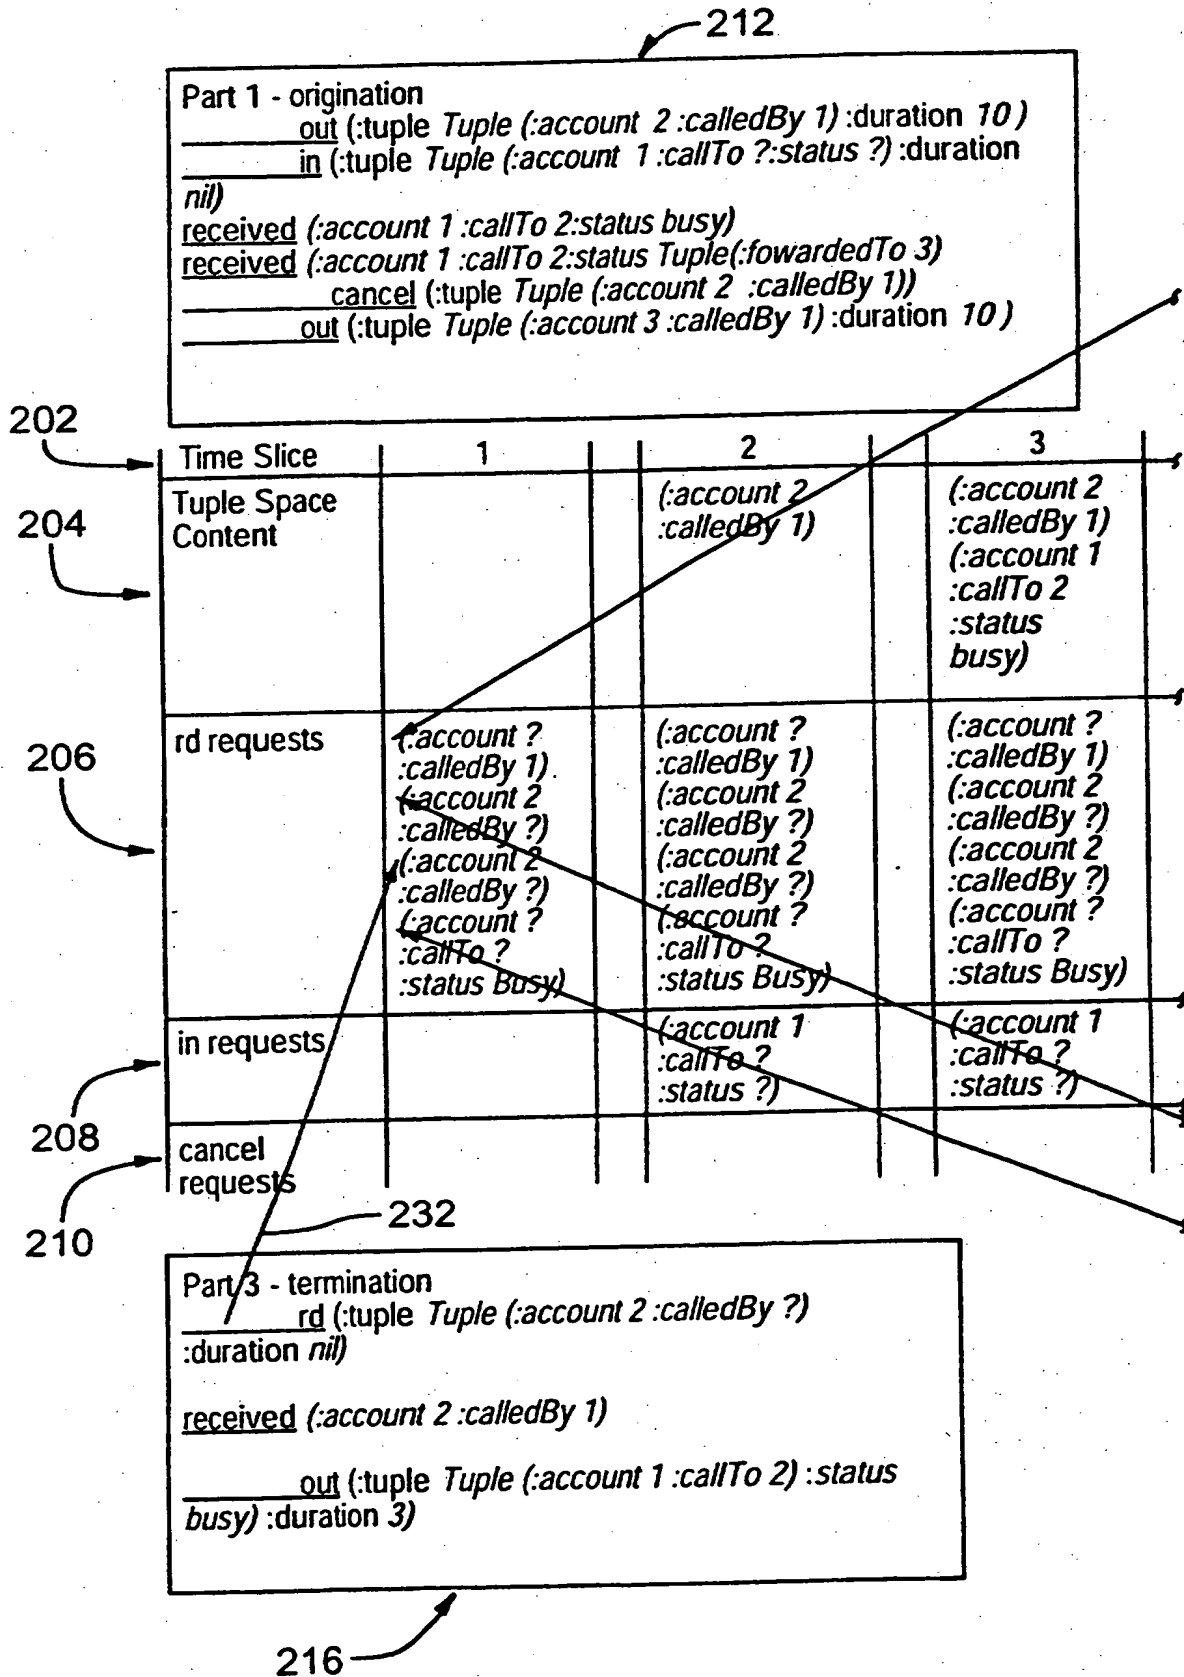 212
Part 1 - origination
out (:tuple Tuple (:account 2 :calledBy 1) :duration 10 )
in (:tuple Tuple (:account 1 :callTo ?:status ?) :duration
nil)
received (:account 1 :callTo 2:status busy)
received (:account 1 :callTo 2:status Tuple(:fowardedTo 3)
cancel (:tuple Tuple (:account 2 :calledBy 1))
out (:tuple Tuple (:account 3 :calledBy 1) :duration 10 )
202
Time Slice
1
2
3
204
Tuple Space
Content
(:account 2
:calledBy 1)
(:account 2
:calledBy 1)
(:account 1
:callTo 2
:status
busy)
206
rd requests
(:account ?
:calledBy 1)
(:account 2
:calledBy ?)
(:account 2
:calledBy ?)
(:account ?
:callTo ?
:status Busy)
(:account ?
:calledBy 1)
(:account 2
:calledBy ?)
(:account 2
:calledBy ?)
(:account ?
:callTo ?
:status Busy)
(:account ?
:calledBy 1)
(:account 2
:calledBy ?)
(:account 2
:calledBy ?)
(:account ?
:callTo ?
:status Busy)
208
in requests
(:account 1
:callTo ?
:status ?)
(:account 1
:callTo ?
:status ?)
210
cancel
requests
232
Part 3 - termination
rd (:tuple Tuple (:account 2 :calledBy ?)
:duration nil)
received (:account 2 :calledBy 1)
out (:tuple Tuple (:account 1 :callTo 2) :status
busy) :duration 3)
216